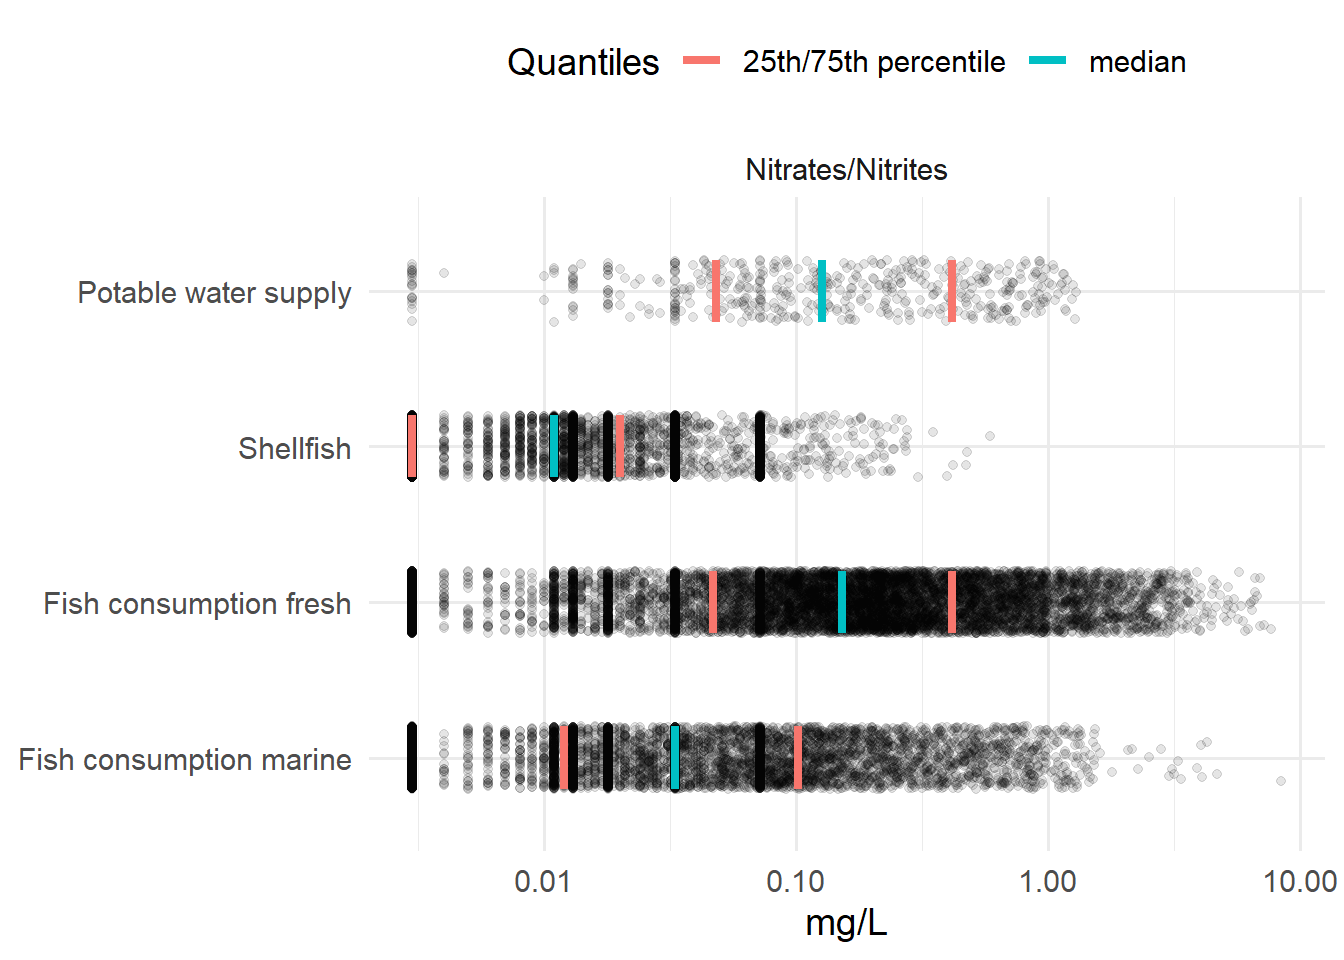 Quantiles 25th/75th percentile median
Nitrates/Nitrites
Potable water supply
Shellfish
Fish consumption fresh
Fish consumption marine
0.01 0.10 1.00 10.00
mg/L